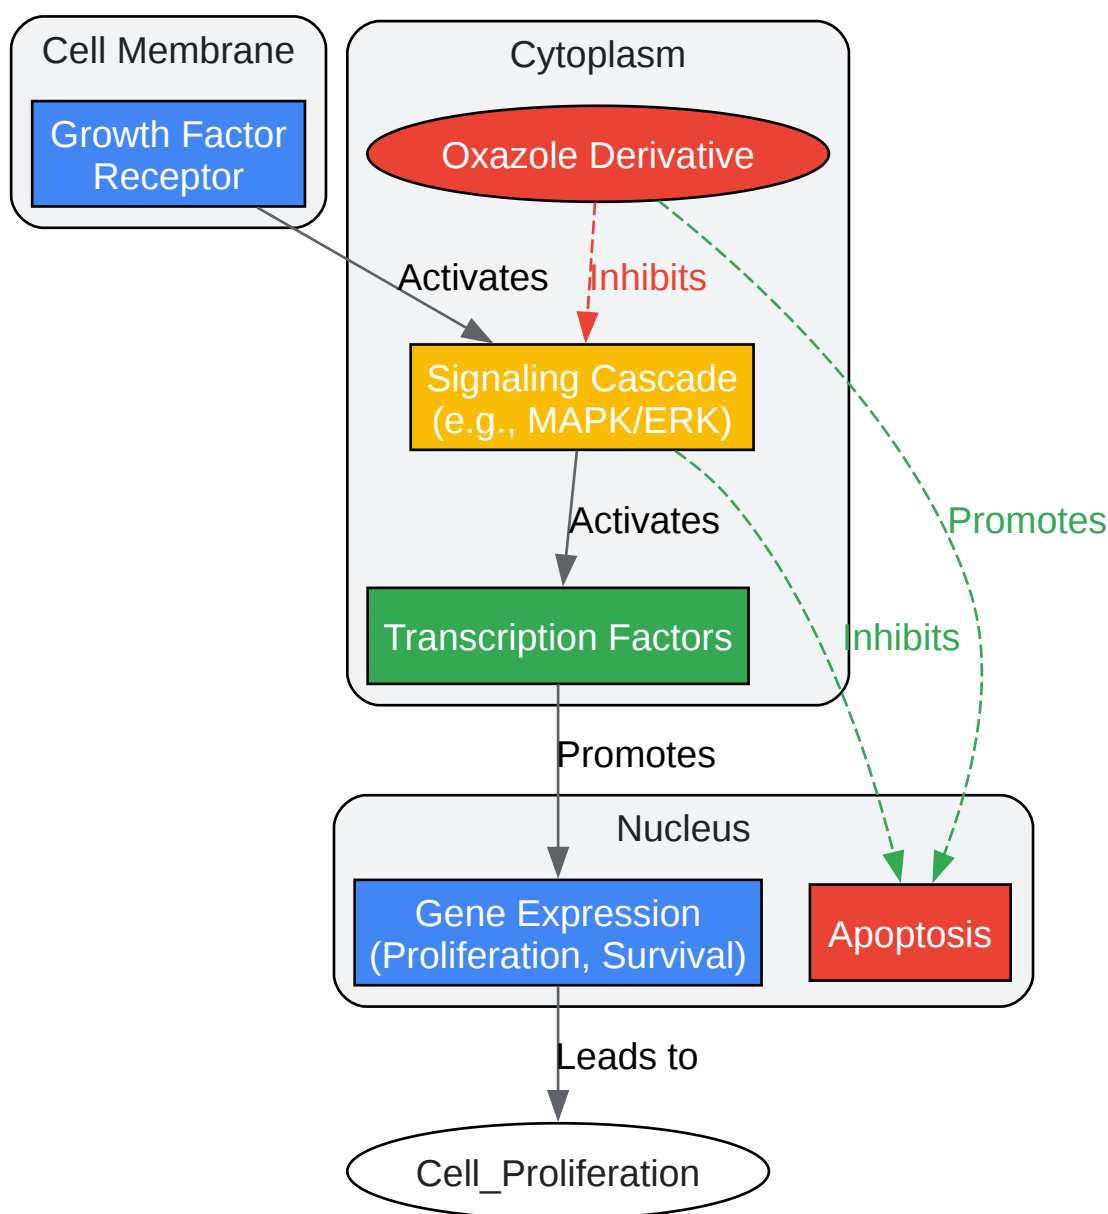 Cell Membrane
Growth Factor
Receptor
Cytoplasm
Oxazole Derivative
Activates
Inhibits
Signaling Cascade
(e.g., MAPK/ERK)
Activates
Promotes
Transcription Factors
Inhibits
Promotes
Nucleus
Gene Expression
(Proliferation, Survival)
Apoptosis
Leads to
Cell_Proliferation